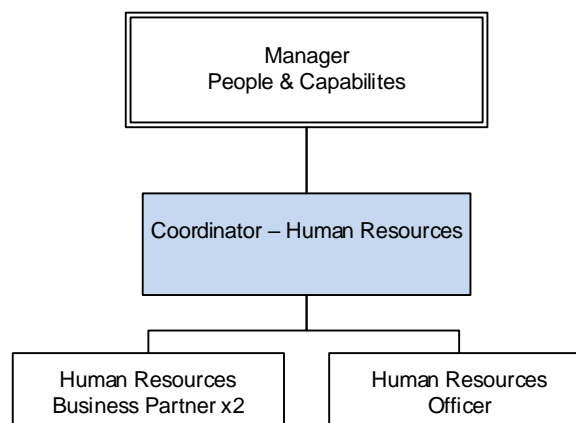 Manager
People & Capabilites
Coordinator – Human Resources
Human Resources
Business Partner x2
Human Resources
Officer